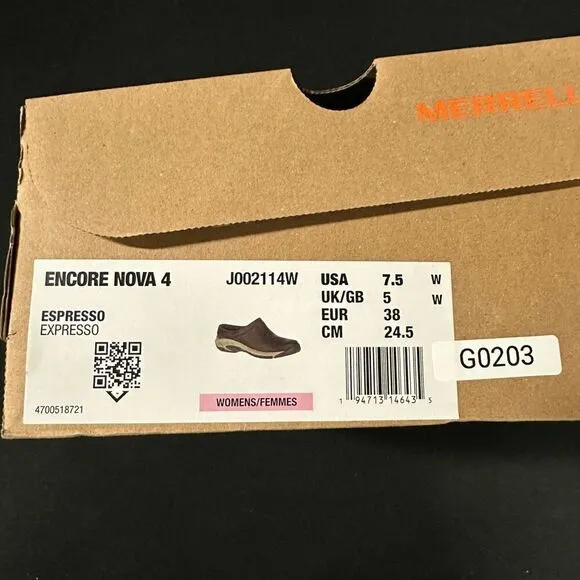 MERRELL
ENCORE NOVA 4 J002114W
ESPRESSO
EXPRESSO
4700518721
WOMENS/FEMMES
USA 7.5 W
UK/GB 5 W
EUR 38
CM 24.5
1 94713 14643 5
G0203